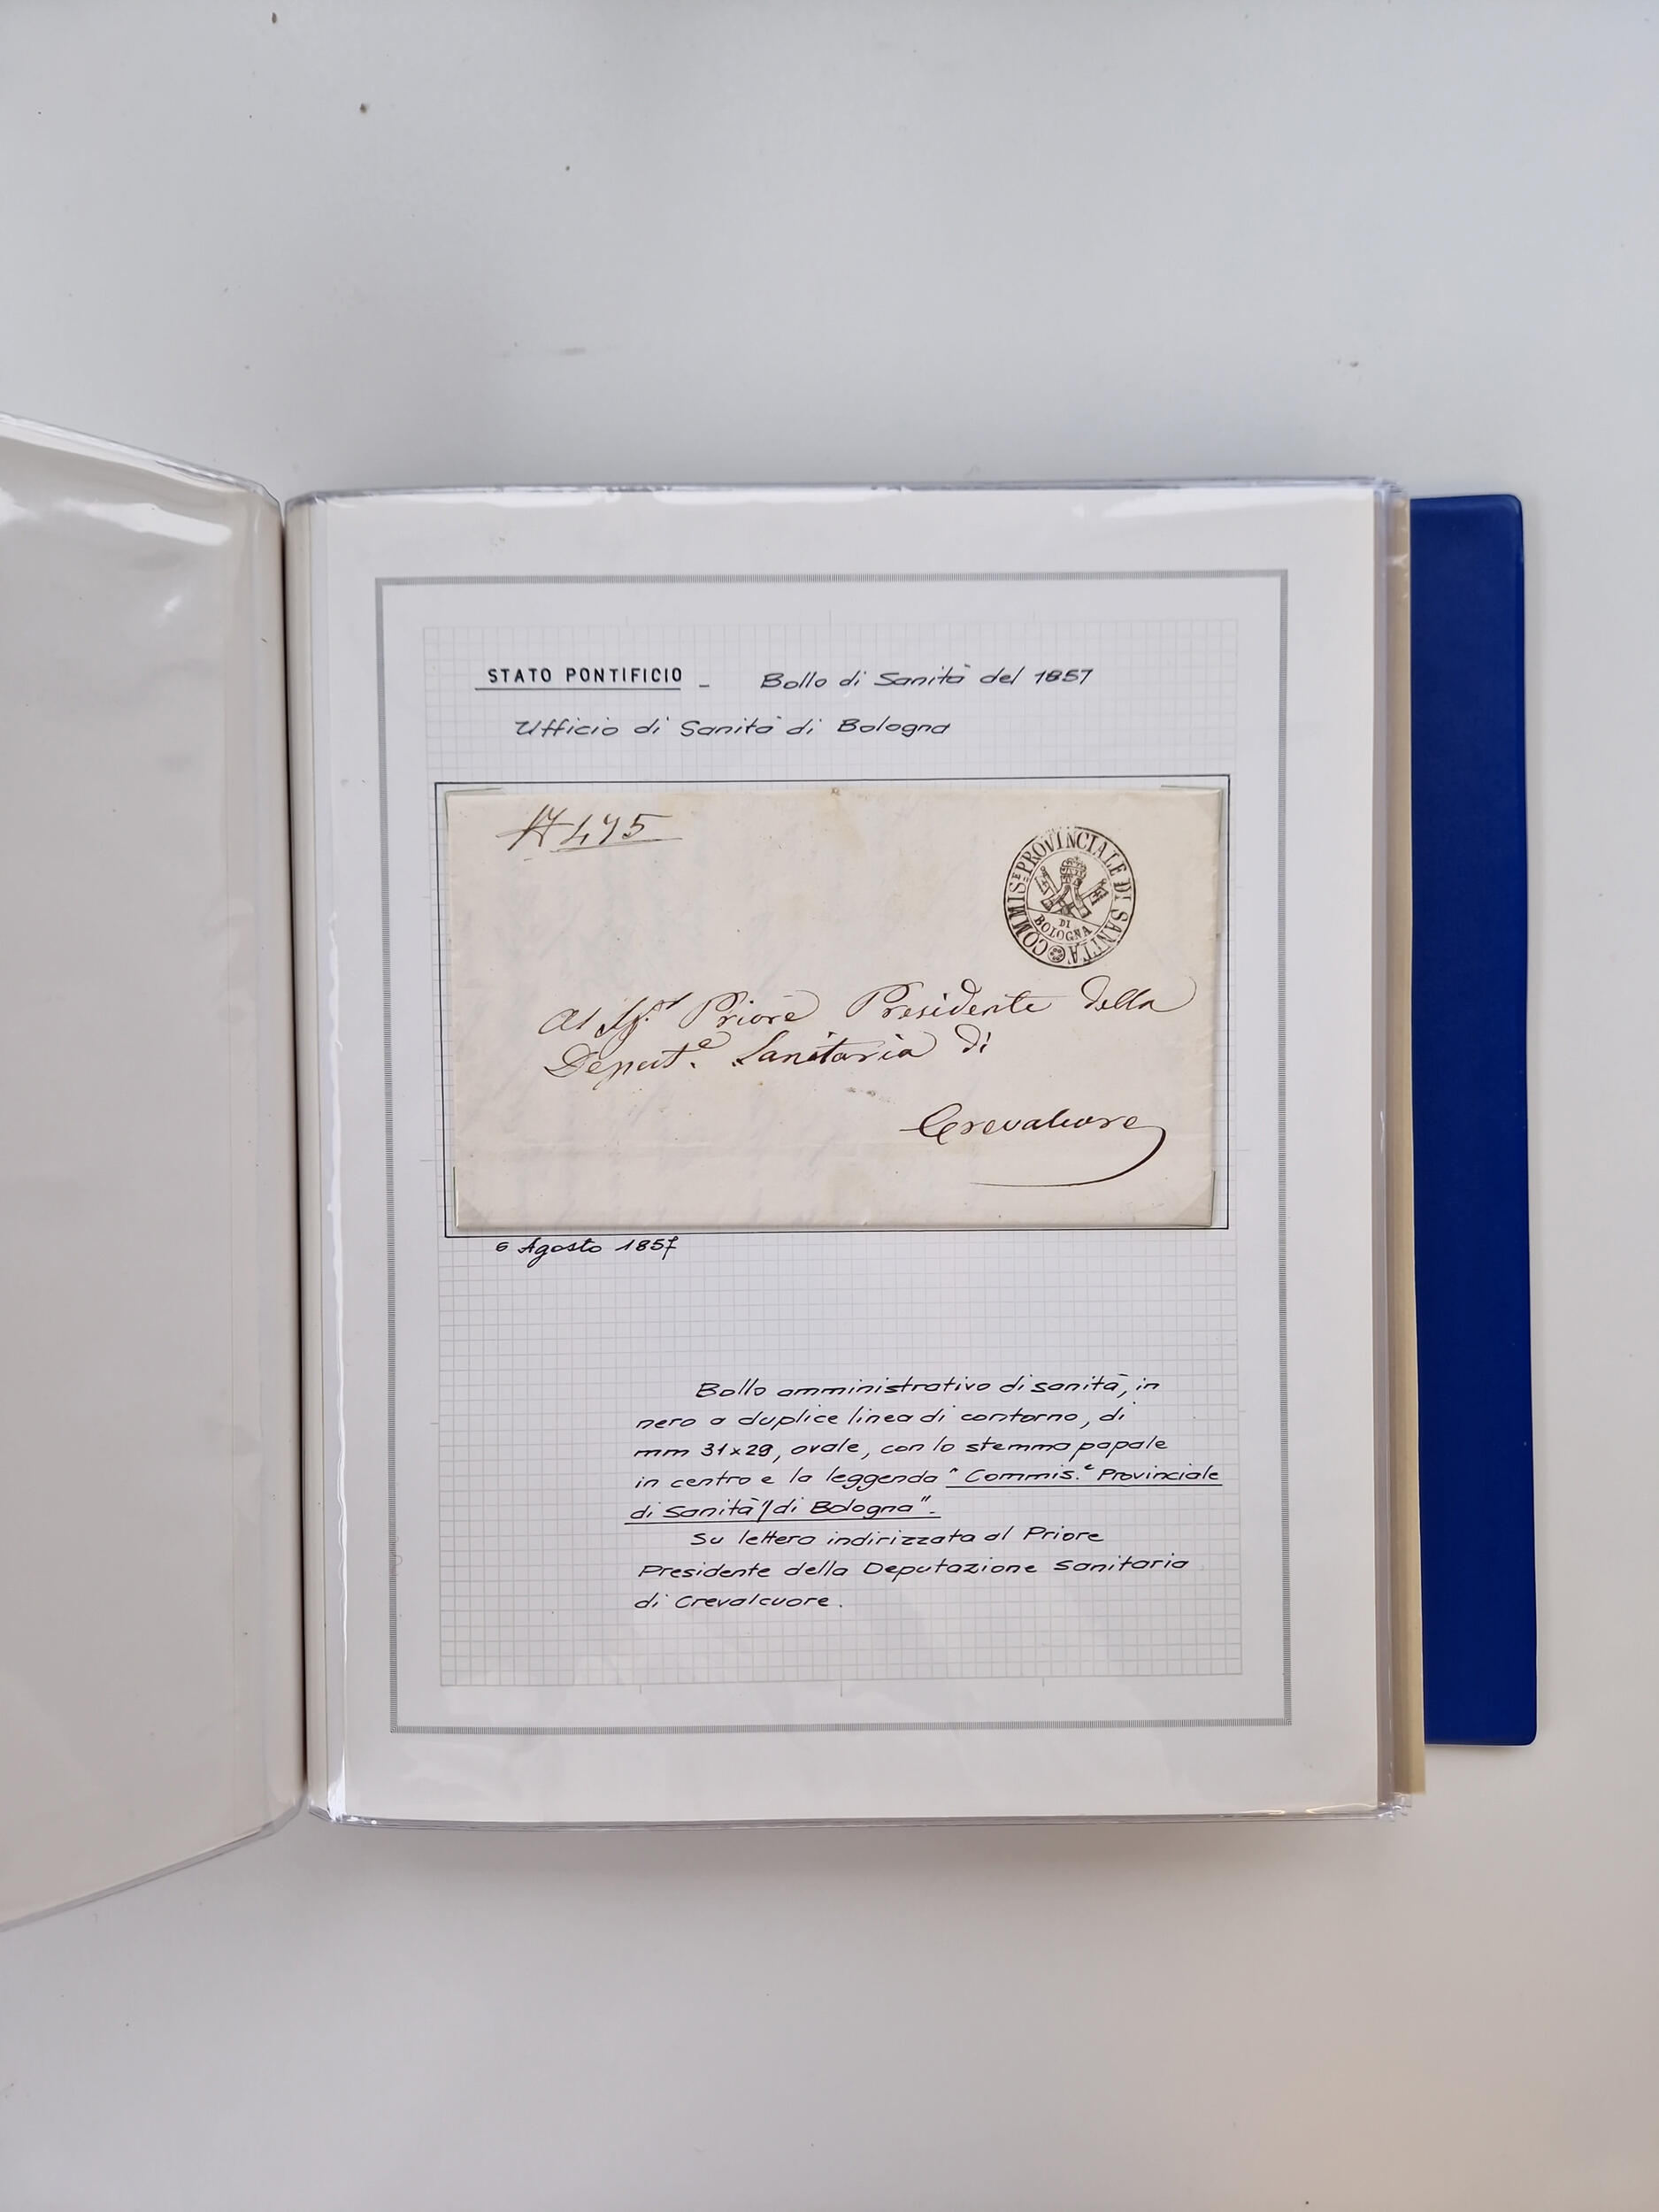 STATO PONTIFICIO - Bollo di Sanità del 1857
Ufficio di Sanità di Bologna
495
COMMIS.E PROVINCIALE DI SANITÀ
DI
BOLOGNA
Al Sig.r Priore Presidente della
Deput.e Sanitaria di
Crevalcore
6 Agosto 1857
Bollo amministrativo di sanità, in
nero a duplice linea di contorno, di
mm 31x29, ovale, con lo stemma papale
in centro e la leggenda "Commis.e Provinciale
di Sanità"/di Bologna".
Su lettera indirizzata al Priore
Presidente della Deputazione Sanitaria
di Crevalcuore.